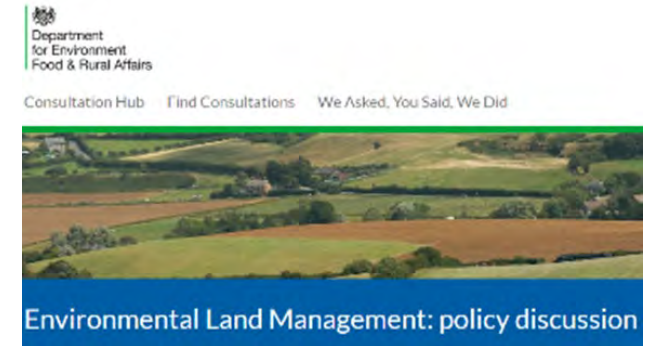 Department
for Environment
Food & Rural Affairs
Consultation Hub Find Consultations We Asked, You Said, We Did
Environmental Land Management: policy discussion